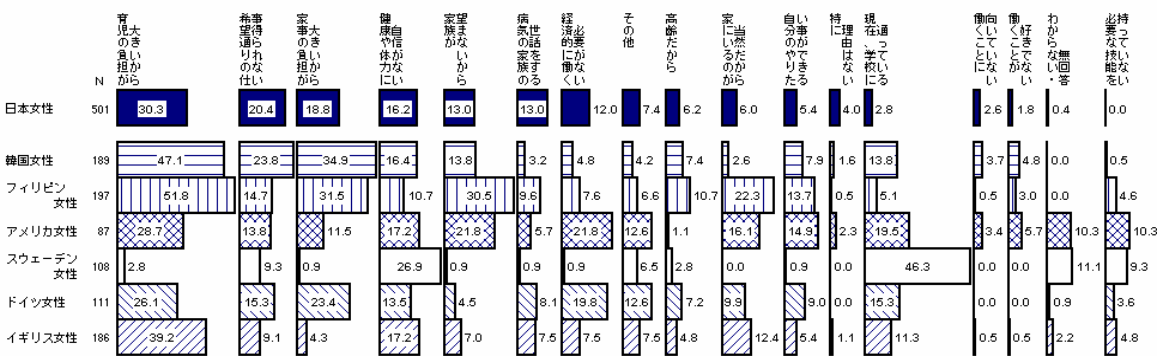 育児の負担が
大きいから
希望通りの仕
事得られない
家事の負担が
大きいから
健康や体力に
自信がない
家族が
望まないから
病気の家族の
世話をする
経済的に働く
必要がない
その他
高齢だから
家にいるのが
当然だから
自分のやりた
い事ができる
特に
理由はない
現在、学校に
通っている
働くことに
向いていない
働くことが
好きでない
わからない・
無回答
必要な技能を
持っていない
N
日本女性 501 30.3 20.4 18.8 16.2 13.0 13.0 12.0 7.4 6.2 6.0 5.4 4.0 2.8 2.6 1.8 0.4 0.0
韓国女性 189 47.1 23.8 34.9 16.4 13.8 3.2 4.8 4.2 7.4 2.6 7.9 1.6 13.8 3.7 4.8 0.0 0.5
フィリピン
女性 197 51.8 14.7 31.5 10.7 30.5 9.6 7.6 6.6 10.7 22.3 13.7 0.5 5.1 0.5 3.0 0.0 4.6
アメリカ女性 87 28.7 13.8 11.5 17.2 21.8 5.7 21.8 12.6 1.1 16.1 14.9 2.3 19.5 3.4 5.7 10.3 10.3
スウェーデン
女性 108 2.8 9.3 0.9 26.9 0.9 0.9 0.9 6.5 2.8 0.0 0.9 0.0 46.3 0.0 0.0 11.1 9.3
ドイツ女性 111 26.1 15.3 23.4 13.5 4.5 8.1 19.8 12.6 7.2 9.9 9.0 0.0 15.3 0.0 0.0 0.9 3.6
イギリス女性 186 39.2 9.1 4.3 17.2 7.0 7.5 7.5 7.5 4.8 12.4 5.4 1.1 11.3 0.5 0.5 2.2 4.8